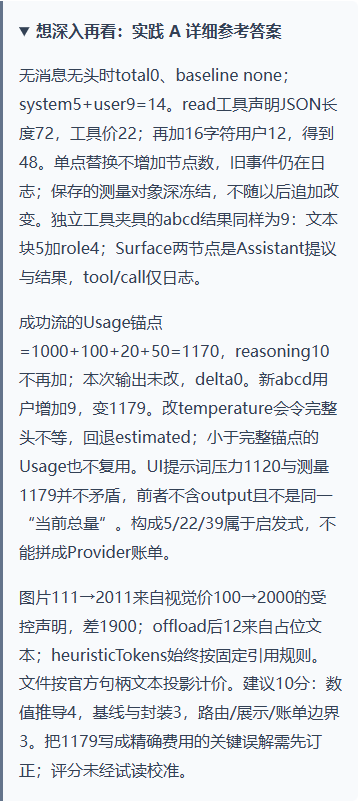 ▼ 想深入再看：实践 A 详细参考答案
无消息无头时total0、baseline none；
system5+user9=14。read工具声明JSON长
度72，工具价22；再加16字符用户12，得到
48。单点替换不增加节点数，旧事件仍在日
志；保存的测量对象深冻结，不随以后追加改
变。独立工具夹具的abcd结果同样为9：文本
块5加role4；Surface两节点是Assistant提议
与结果，tool/call仅日志。
成功流的Usage锚点
=1000+100+20+50=1170，reasoning10
不再加；本次输出未改，delta0。新abcd用
户增加9，变1179。改temperature会令完整
头不等，回退estimated；小于完整锚点的
Usage也不复用。UI提示词压力1120与测量
1179并不矛盾，前者不含output且不是同一
“当前总量”。构成5/22/39属于启发式，不
能拼成Provider账单。
图片111→2011来自视觉价100→2000的受
控声明，差1900；offload后12来自占位文
本；heuristicTokens始终按固定引用规则。
文件按官方句柄文本投影计价。建议10分：数
值推导4，基线与封装3，路由/展示/账单边界
3。把1179写成精确费用的关键误解需先订
正；评分未经试读校准。